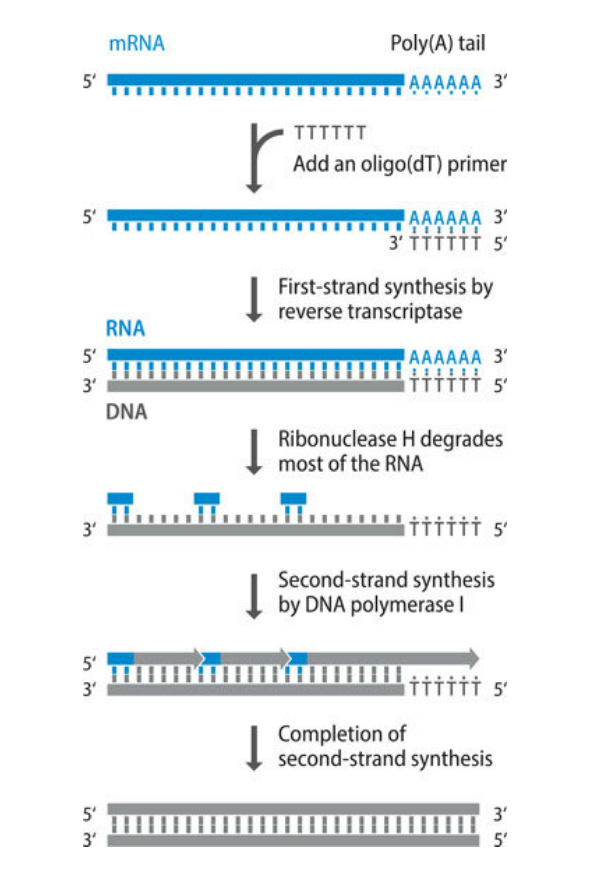 mRNA Poly(A) tail
5‘ AAAAAA 3‘
TTTTTT
Add an oligo(dT) primer
5‘ AAAAAA 3‘
3‘ TTTTTT 5‘
First-strand synthesis by
reverse transcriptase
RNA
5‘ AAAAAA 3‘
3‘ TTTTTT 5‘
DNA
Ribonuclease H degrades
most of the RNA
3‘ TTTTTT 5‘
Second-strand synthesis
by DNA polymerase I
5‘
3‘ TTTTTT 5‘
Completion of
second-strand synthesis
5‘ 3‘
3‘ 5‘